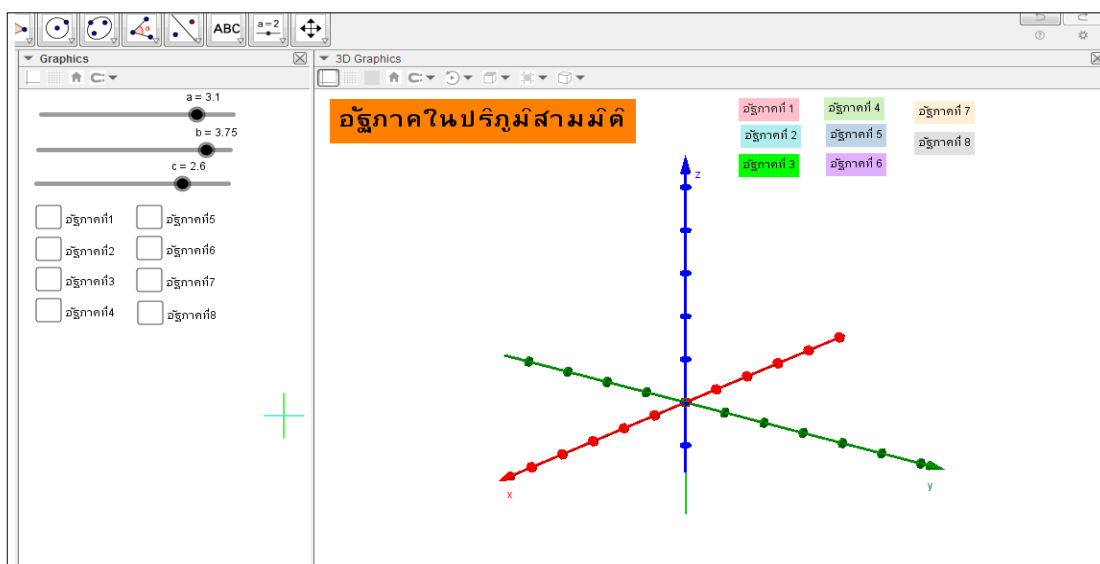 ABC a=2
Graphics
3D Graphics
a = 3.1
b = 3.75
c = 2.6
อัฐภาคที่1 อัฐภาคที่5
อัฐภาคที่2 อัฐภาคที่6
อัฐภาคที่3 อัฐภาคที่7
อัฐภาคที่4 อัฐภาคที่8
อัฐภาคในปริภูมิสามมิติ
อัฐภาคที่ 1 อัฐภาคที่ 4 อัฐภาคที่ 7
อัฐภาคที่ 2 อัฐภาคที่ 5 อัฐภาคที่ 8
อัฐภาคที่ 3 อัฐภาคที่ 6
z
x
y